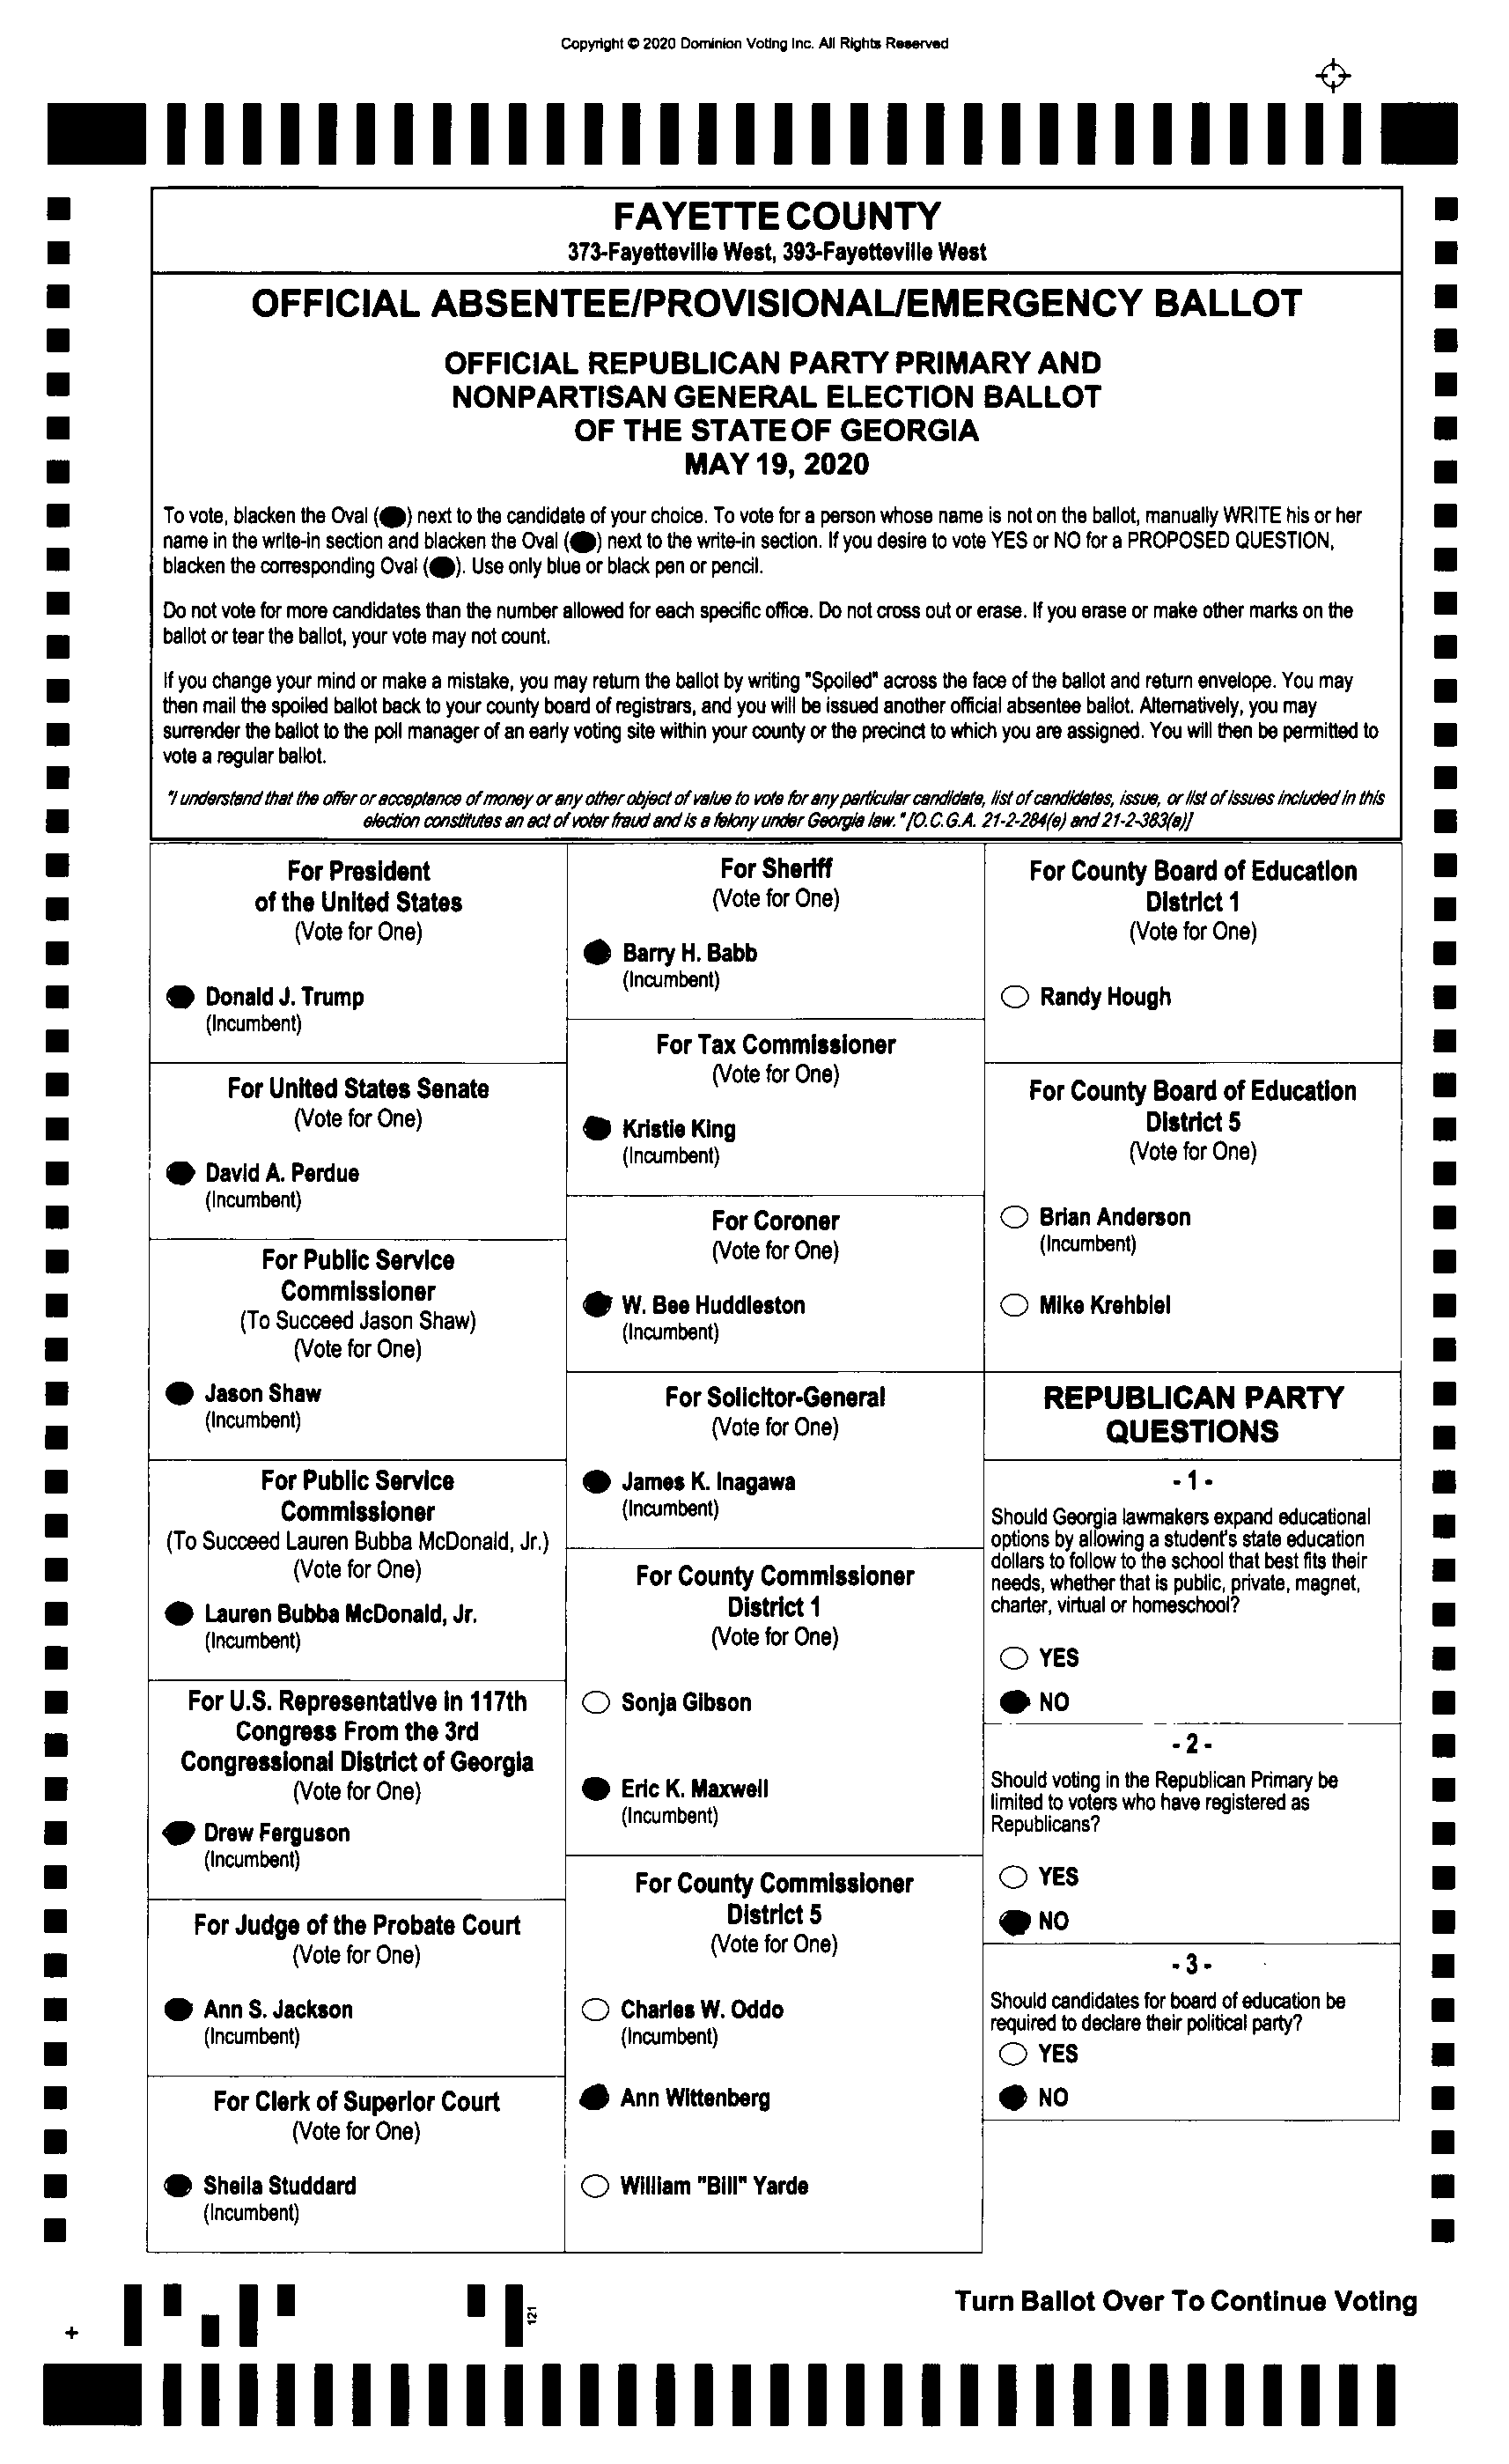 Copyright © 2020 Dominion Voting Inc. All Rights Reserved
FAYETTE COUNTY
373-Fayetteville West, 393-Fayetteville West
OFFICIAL ABSENTEE/PROVISIONAL/EMERGENCY BALLOT
OFFICIAL REPUBLICAN PARTY PRIMARY AND
NONPARTISAN GENERAL ELECTION BALLOT
OF THE STATE OF GEORGIA
MAY 19, 2020
To vote, blacken the Oval (●) next to the candidate of your choice. To vote for a person whose name is not on the ballot, manually WRITE his or her
name in the write-in section and blacken the Oval (●) next to the write-in section. If you desire to vote YES or NO for a PROPOSED QUESTION,
blacken the corresponding Oval (●). Use only blue or black pen or pencil.
Do not vote for more candidates than the number allowed for each specific office. Do not cross out or erase. If you erase or make other marks on the
ballot or tear the ballot, your vote may not count.
If you change your mind or make a mistake, you may return the ballot by writing "Spoiled" across the face of the ballot and return envelope. You may
then mail the spoiled ballot back to your county board of registrars, and you will be issued another official absentee ballot. Alternatively, you may
surrender the ballot to the poll manager of an early voting site within your county or the precinct to which you are assigned. You will then be permitted to
vote a regular ballot.
"I understand that the offer or acceptance of money or any other object of value to vote for any particular candidate, list of candidates, issue, or list of issues included in this
election constitutes an act of voter fraud and is a felony under Georgia law." [O.C.G.A. 21-2-284(e) and 21-2-383(a)]
For President
of the United States
(Vote for One)
Donald J. Trump
(Incumbent)
For United States Senate
(Vote for One)
David A. Perdue
(Incumbent)
For Public Service
Commissioner
(To Succeed Jason Shaw)
(Vote for One)
Jason Shaw
(Incumbent)
For Public Service
Commissioner
(To Succeed Lauren Bubba McDonald, Jr.)
(Vote for One)
Lauren Bubba McDonald, Jr.
(Incumbent)
For U.S. Representative in 117th
Congress From the 3rd
Congressional District of Georgia
(Vote for One)
Drew Ferguson
(Incumbent)
For Judge of the Probate Court
(Vote for One)
Ann S. Jackson
(Incumbent)
For Clerk of Superior Court
(Vote for One)
Sheila Studdard
(Incumbent)
For Sheriff
(Vote for One)
Barry H. Babb
(Incumbent)
For Tax Commissioner
(Vote for One)
Kristie King
(Incumbent)
For Coroner
(Vote for One)
W. Bee Huddleston
(Incumbent)
For Solicitor-General
(Vote for One)
James K. Inagawa
(Incumbent)
For County Commissioner
District 1
(Vote for One)
Sonja Gibson
Eric K. Maxwell
(Incumbent)
For County Commissioner
District 5
(Vote for One)
Charles W. Oddo
(Incumbent)
Ann Wittenberg
William "Bill" Yarde
For County Board of Education
District 1
(Vote for One)
Randy Hough
For County Board of Education
District 5
(Vote for One)
Brian Anderson
(Incumbent)
Mike Krehbiel
REPUBLICAN PARTY
QUESTIONS
- 1 -
Should Georgia lawmakers expand educational
options by allowing a student's state education
dollars to follow to the school that best fits their
needs, whether that is public, private, magnet,
charter, virtual or homeschool?
YES
NO
- 2 -
Should voting in the Republican Primary be
limited to voters who have registered as
Republicans?
YES
NO
- 3 -
Should candidates for board of education be
required to declare their political party?
YES
NO
121
Turn Ballot Over To Continue Voting